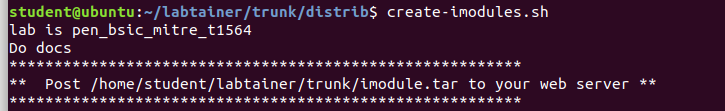 student@ubuntu:~/labtainer/trunk/distrib$ create-imodules.sh
lab is pen_bsic_mitre_t1564
Do docs
******************************************************
**  Post /home/student/labtainer/trunk/imodule.tar to your web server **
******************************************************